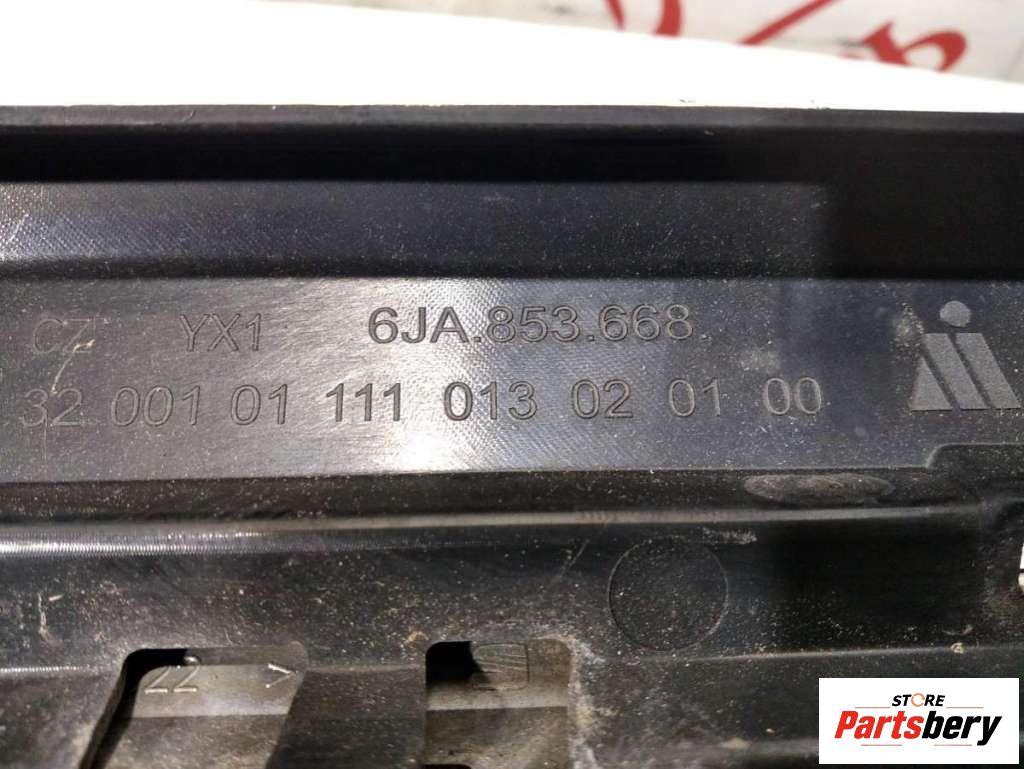 CZ YX1 6JA.853.668
32 001 01 111 013 02 01 00
22
STORE
Partsbery